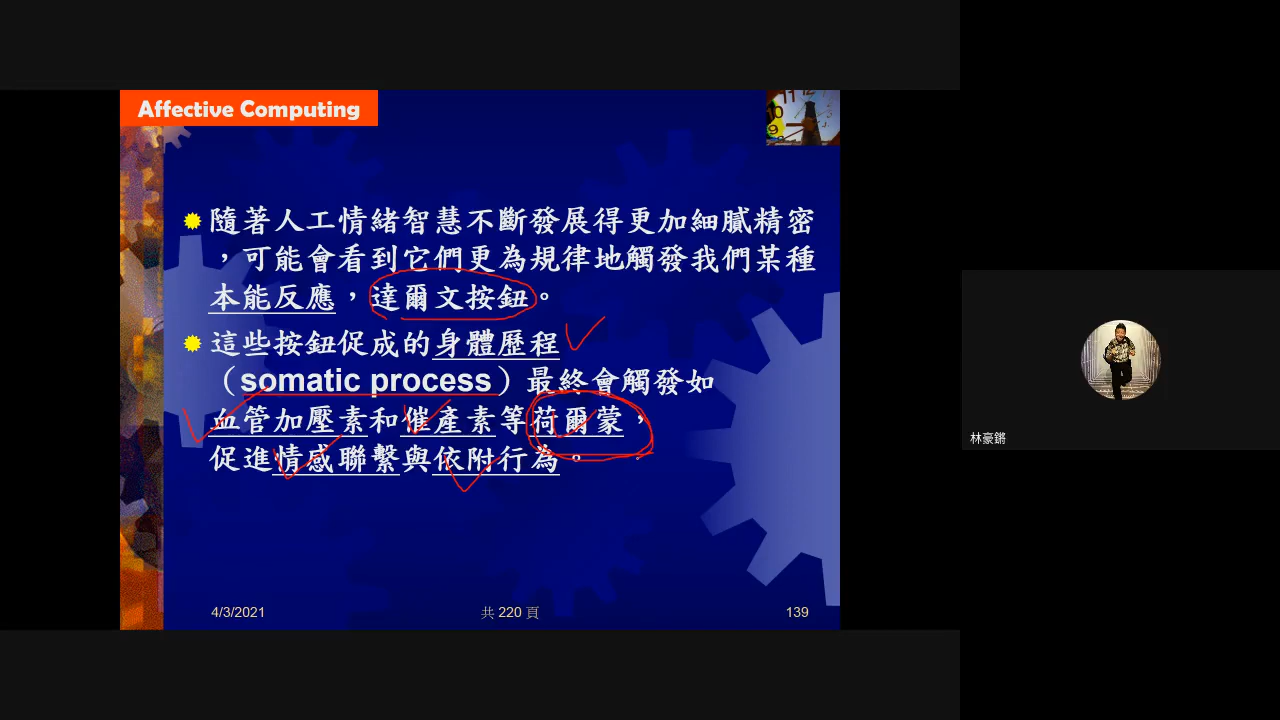 Affective Computing
隨著人工情緒智慧不斷發展得更加細膩精密
，可能會看到它們更為規律地觸發我們某種
本能反應，達爾文按鈕。
這些按鈕促成的身體歷程
（somatic process）最終會觸發如
血管加壓素和催產素等荷爾蒙，
促進情感聯繫與依附行為。
4/3/2021
共 220 頁
139
林豪鏘